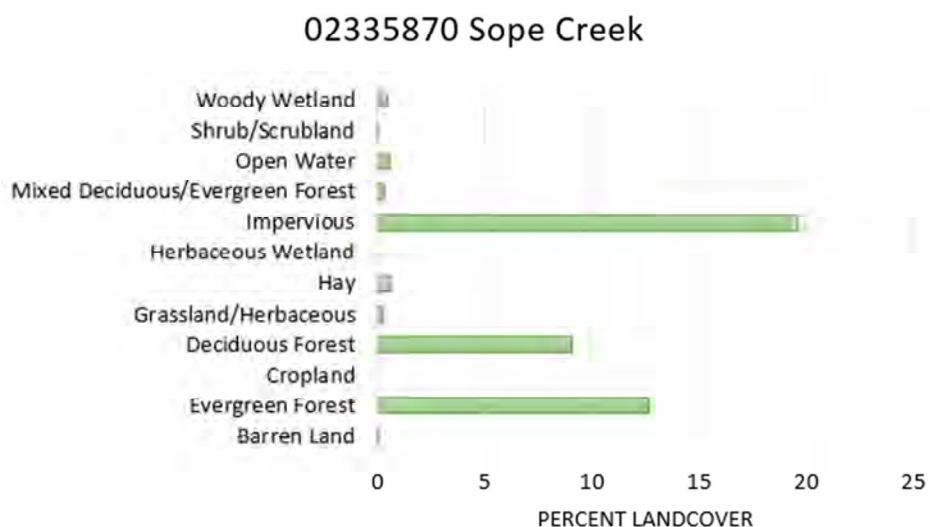 02335870 Sope Creek
Woody Wetland
Shrub/Scrubland
Open Water
Mixed Deciduous/Evergreen Forest
Impervious
Herbaceous Wetland
Hay
Grassland/Herbaceous
Deciduous Forest
Cropland
Evergreen Forest
Barren Land
0 5 10 15 20 25
PERCENT LANDCOVER